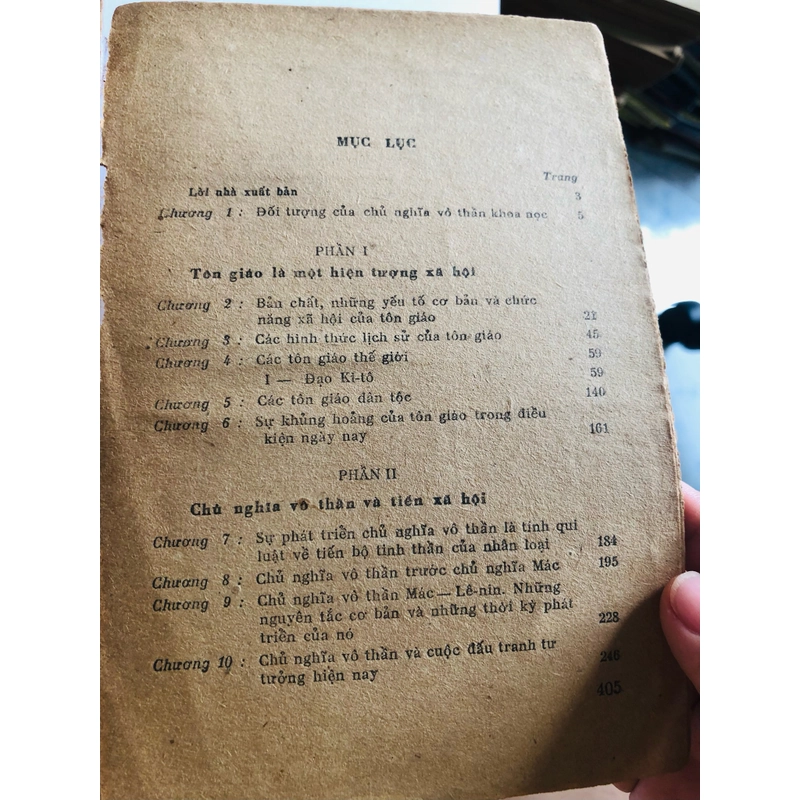 MỤC LỤC
Trang
Lời nhà xuất bản 3
Chương 1 : Đối tượng của chủ nghĩa vô thần khoa học 5
PHẦN I
Tôn giáo là một hiện tượng xã hội
Chương 2 : Bản chất, những yếu tố cơ bản và chức
năng xã hội của tôn giáo 21
Chương 3 : Các hình thức lịch sử của tôn giáo 45
Chương 4 : Các tôn giáo thế giới 59
I — Đạo Ki-tô 59
Chương 5 : Các tôn giáo dân tộc 140
Chương 6 : Sự khủng hoảng của tôn giáo trong điều
kiện ngày nay 161
PHẦN II
Chủ nghĩa vô thần và tiến xã hội
Chương 7 : Sự phát triển chủ nghĩa vô thần là tính qui
luật về tiến bộ tinh thần của nhân loại 184
Chương 8 : Chủ nghĩa vô thần trước chủ nghĩa Mác 195
Chương 9 : Chủ nghĩa vô thần Mác — Lê-nin. Những
nguyên tắc cơ bản và những thời kỳ phát
triển của nó 228
Chương 10 : Chủ nghĩa vô thần và cuộc đấu tranh tư
tưởng hiện nay 246
405